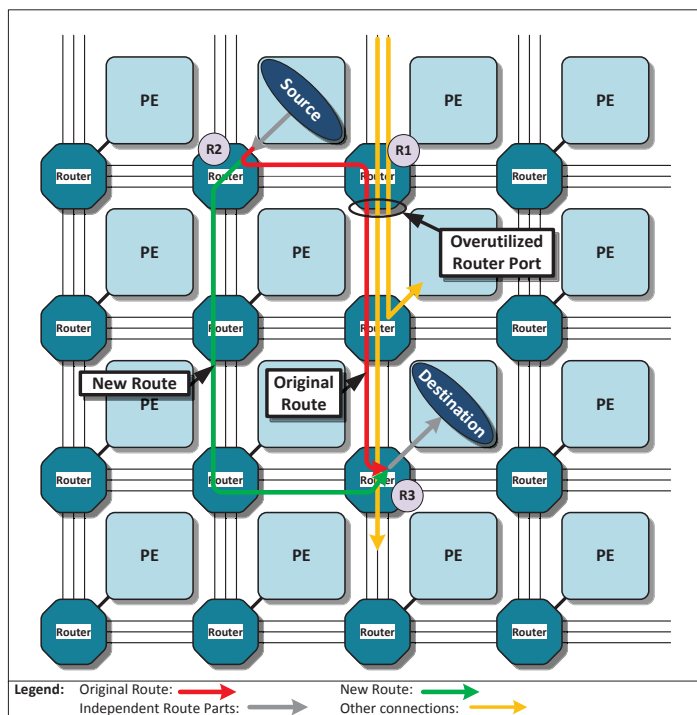 PE
Source
PE
PE
R2
R1
Router
Router
Router
Router
PE
PE
Overutilized
Router Port
PE
Router
Router
Router
Router
New Route
Original
Route
PE
Destination
PE
Router
Router
Router
Router
R3
PE
PE
PE
PE
Router
Router
Router
Router
Legend: Original Route: New Route:
Independent Route Parts: Other connections: